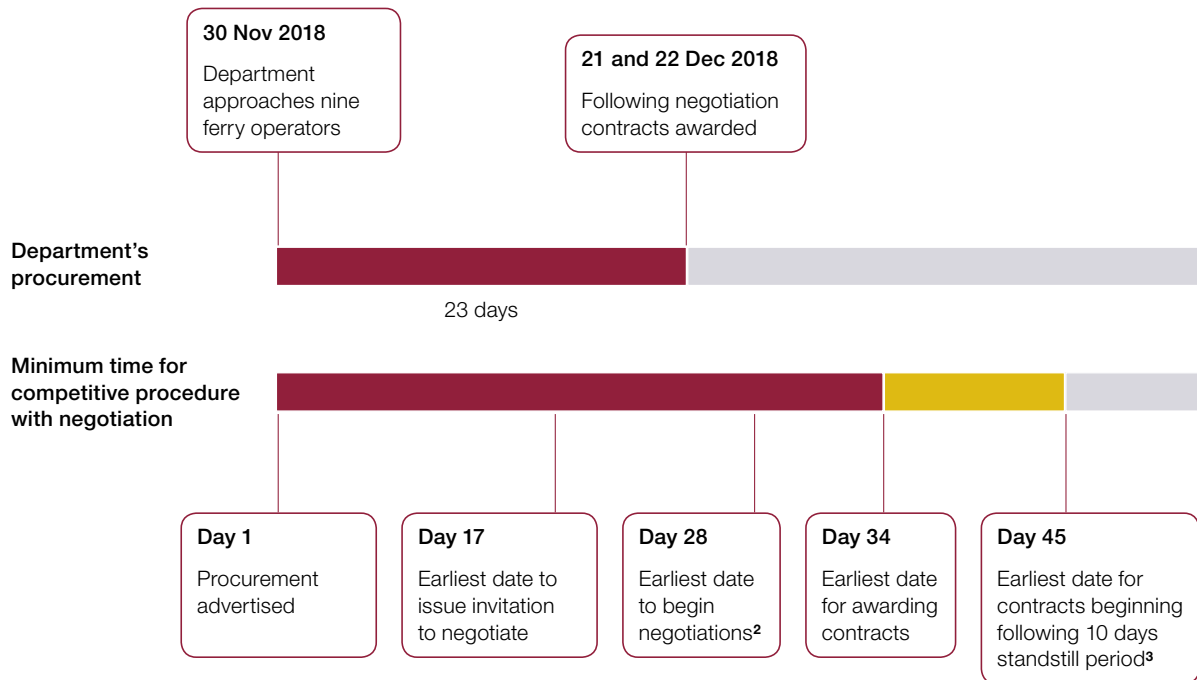 30 Nov 2018
Department
approaches nine
ferry operators
21 and 22 Dec 2018
Following negotiation
contracts awarded
Department’s
procurement
23 days
Minimum time for
competitive procedure
with negotiation
Day 1
Procurement
advertised
Day 17
Earliest date to
issue invitation
to negotiate
Day 28
Earliest date
to begin
negotiations²
Day 34
Earliest date
for awarding
contracts
Day 45
Earliest date for
contracts beginning
following 10 days
standstill period³